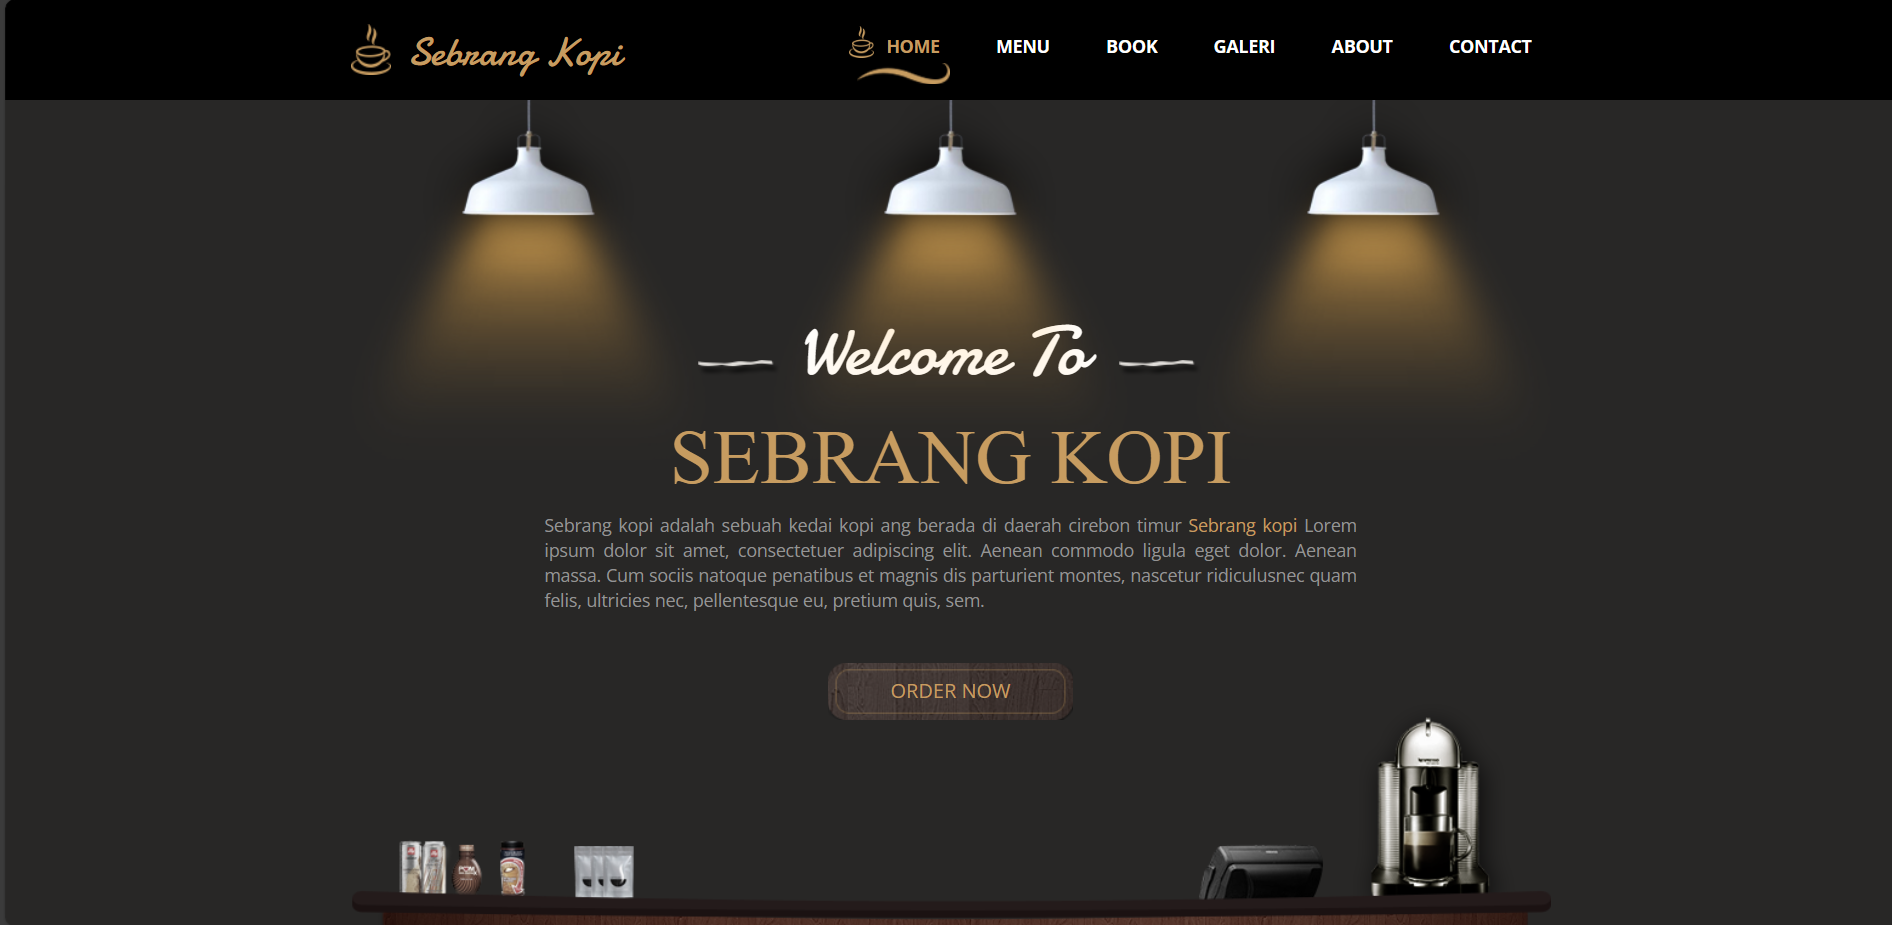 Sebrang Kopi
HOME
MENU
BOOK
GALERI
ABOUT
CONTACT
Welcome To
SEBRANG KOPI
Sebrang kopi adalah sebuah kedai kopi ang berada di daerah cirebon timur Sebrang kopi Lorem
ipsum dolor sit amet, consectetuer adipiscing elit. Aenean commodo ligula eget dolor. Aenean
massa. Cum sociis natoque penatibus et magnis dis parturient montes, nascetur ridiculusnec quam
felis, ultricies nec, pellentesque eu, pretium quis, sem.
ORDER NOW